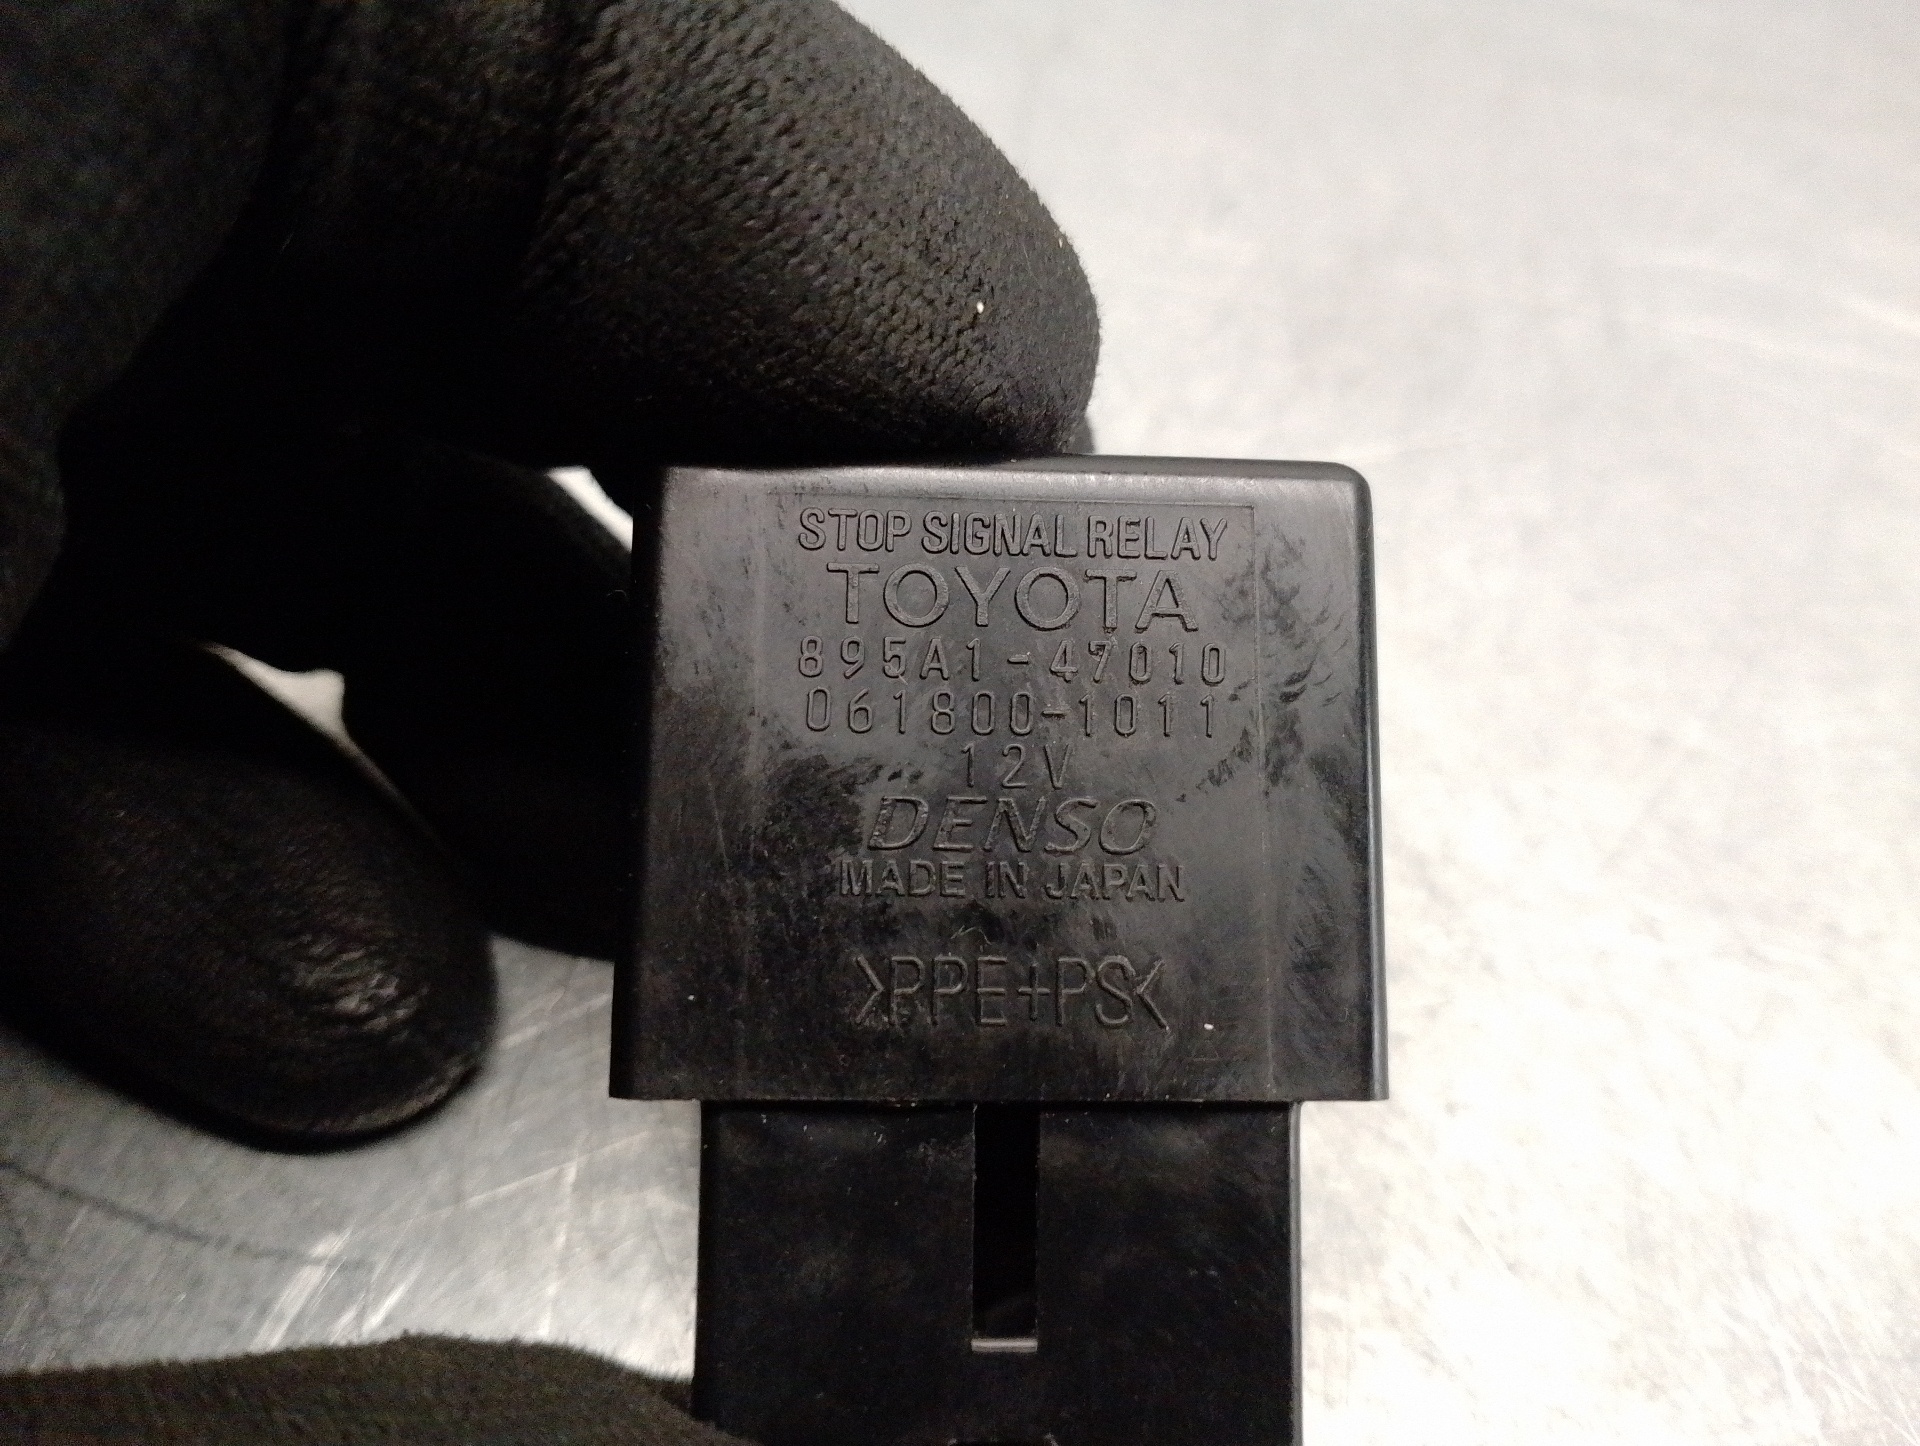 STOP SIGNAL RELAY
TOYOTA
895A1-47010
061800-1011
12V
DENSO
MADE IN JAPAN
>PPE+PS<